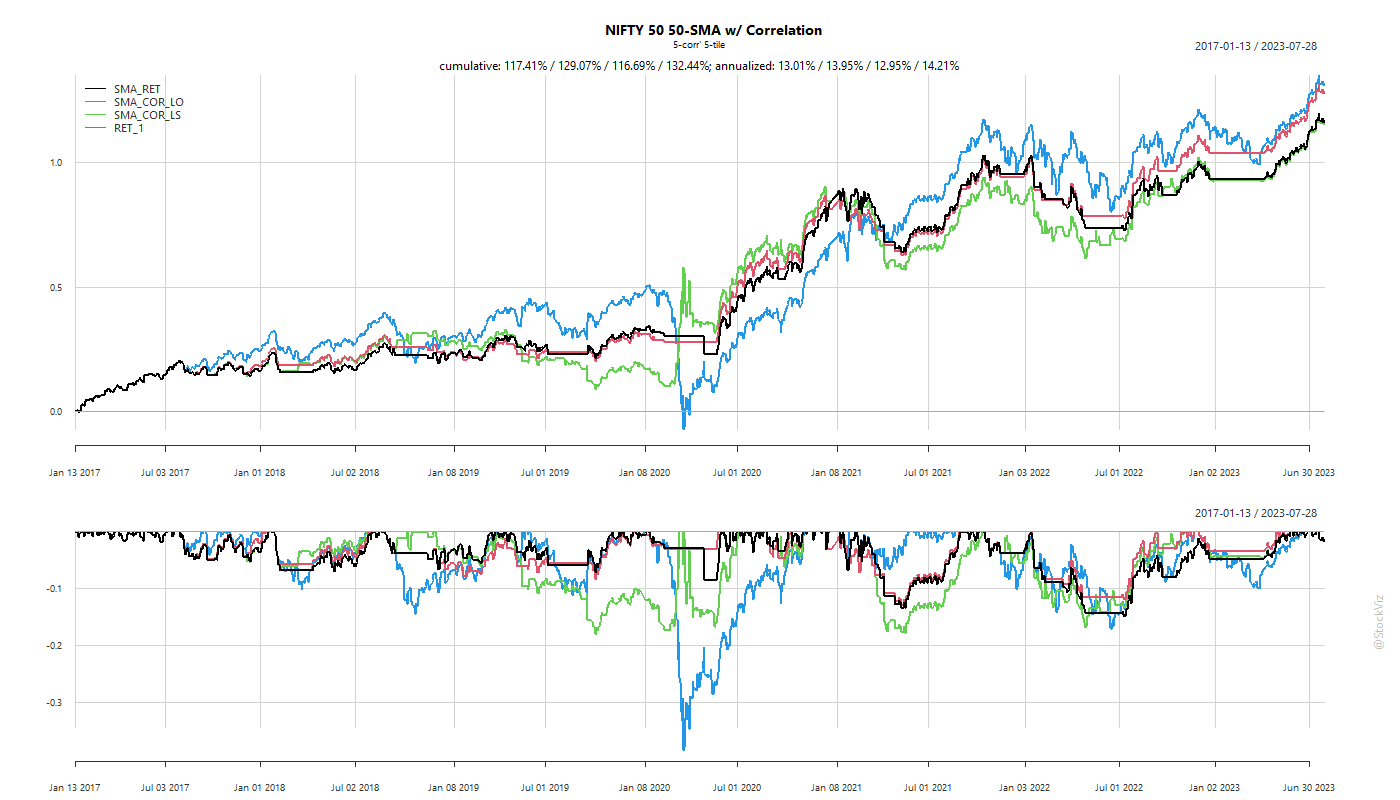 NIFTY 50 50-SMA w/ Correlation
5-corr' 5-tile
2017-01-13 / 2023-07-28
cumulative: 117.41% / 129.07% / 116.69% / 132.44%; annualized: 13.01% / 13.95% / 12.95% / 14.21%
SMA_RET
SMA_COR_LO
SMA_COR_LS
RET_1
1.0
0.5
0.0
Jan 13 2017 Jul 03 2017 Jan 01 2018 Jul 02 2018 Jan 08 2019 Jul 01 2019 Jan 08 2020 Jul 01 2020 Jan 08 2021 Jul 01 2021 Jan 03 2022 Jul 01 2022 Jan 02 2023 Jun 30 2023
2017-01-13 / 2023-07-28
-0.1
-0.2
-0.3
@StockViz
Jan 13 2017 Jul 03 2017 Jan 01 2018 Jul 02 2018 Jan 08 2019 Jul 01 2019 Jan 08 2020 Jul 01 2020 Jan 08 2021 Jul 01 2021 Jan 03 2022 Jul 01 2022 Jan 02 2023 Jun 30 2023